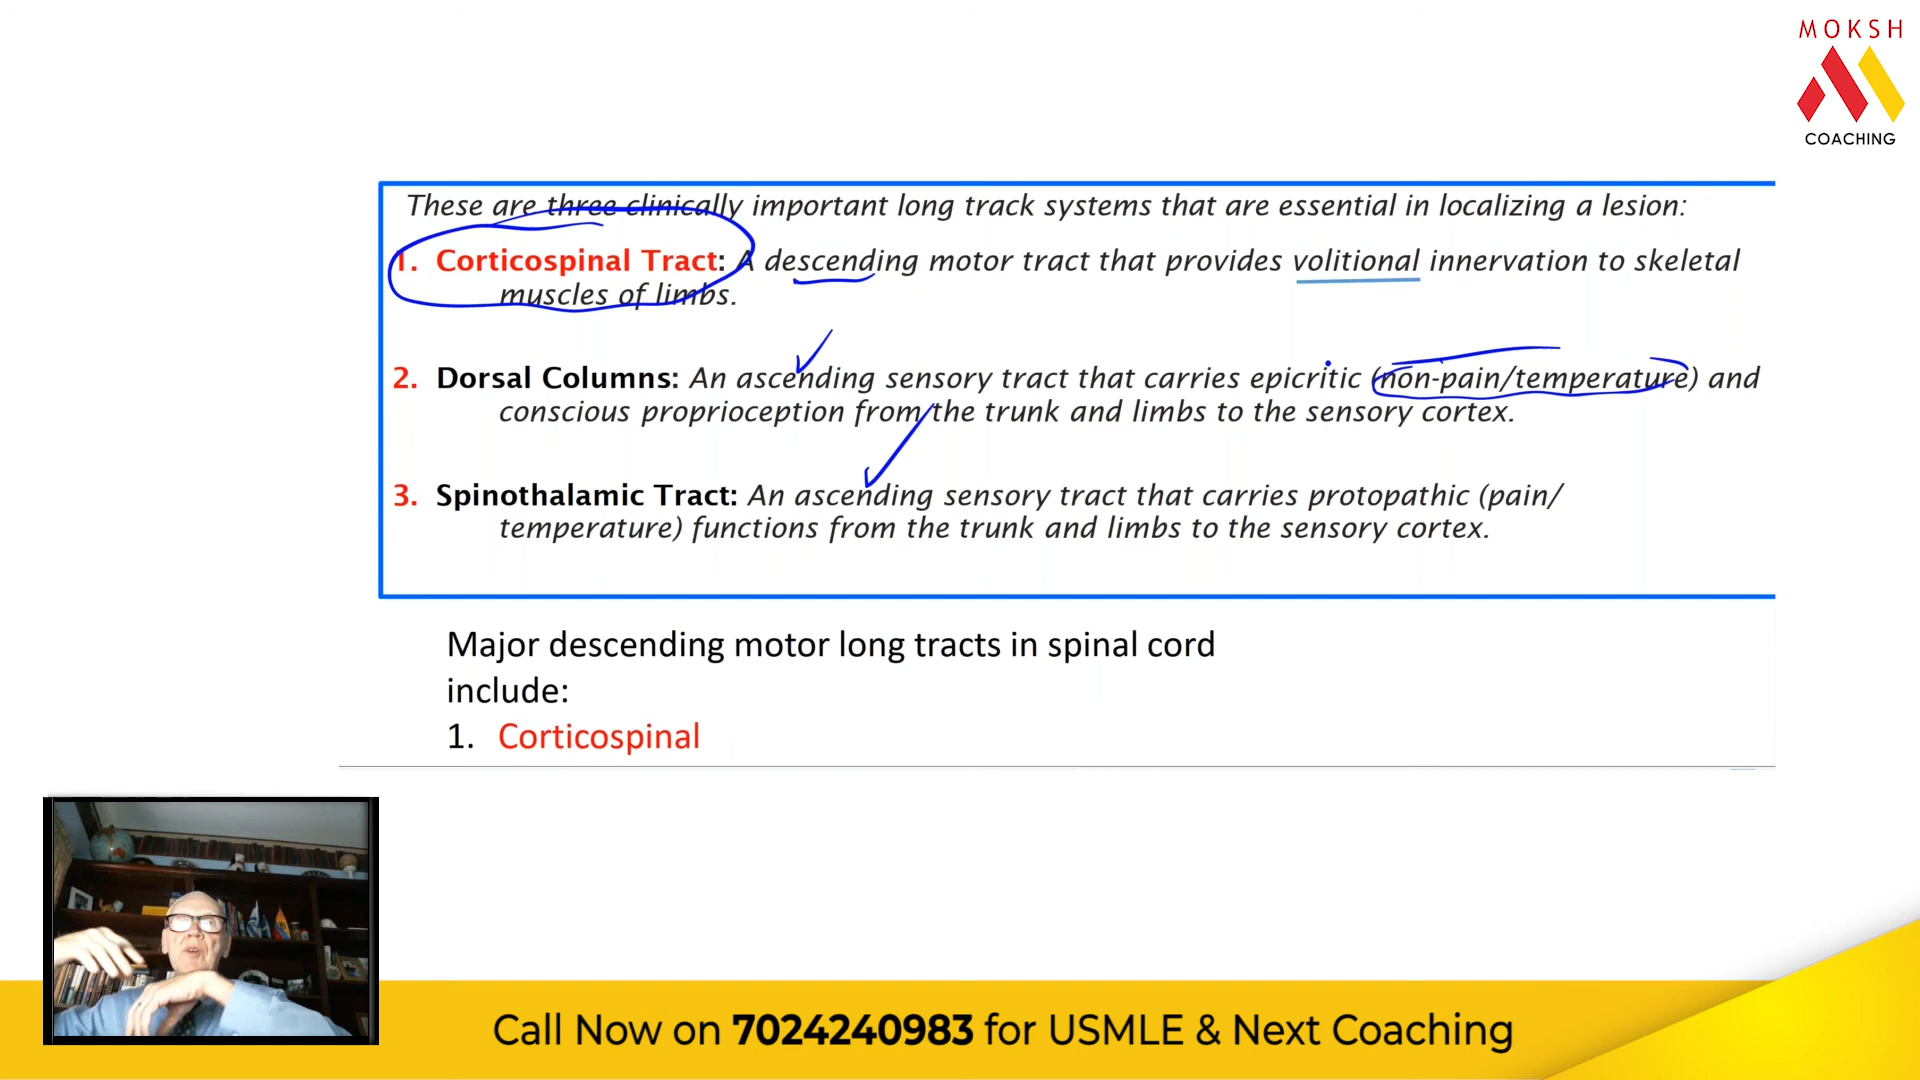 MOKSH
COACHING
These are three clinically important long track systems that are essential in localizing a lesion:
1. Corticospinal Tract: A descending motor tract that provides volitional innervation to skeletal
muscles of limbs.
2. Dorsal Columns: An ascending sensory tract that carries epicritic (non-pain/temperature) and
conscious proprioception from the trunk and limbs to the sensory cortex.
3. Spinothalamic Tract: An ascending sensory tract that carries protopathic (pain/
temperature) functions from the trunk and limbs to the sensory cortex.
Major descending motor long tracts in spinal cord
include:
1. Corticospinal
Call Now on 7024240983 for USMLE & Next Coaching